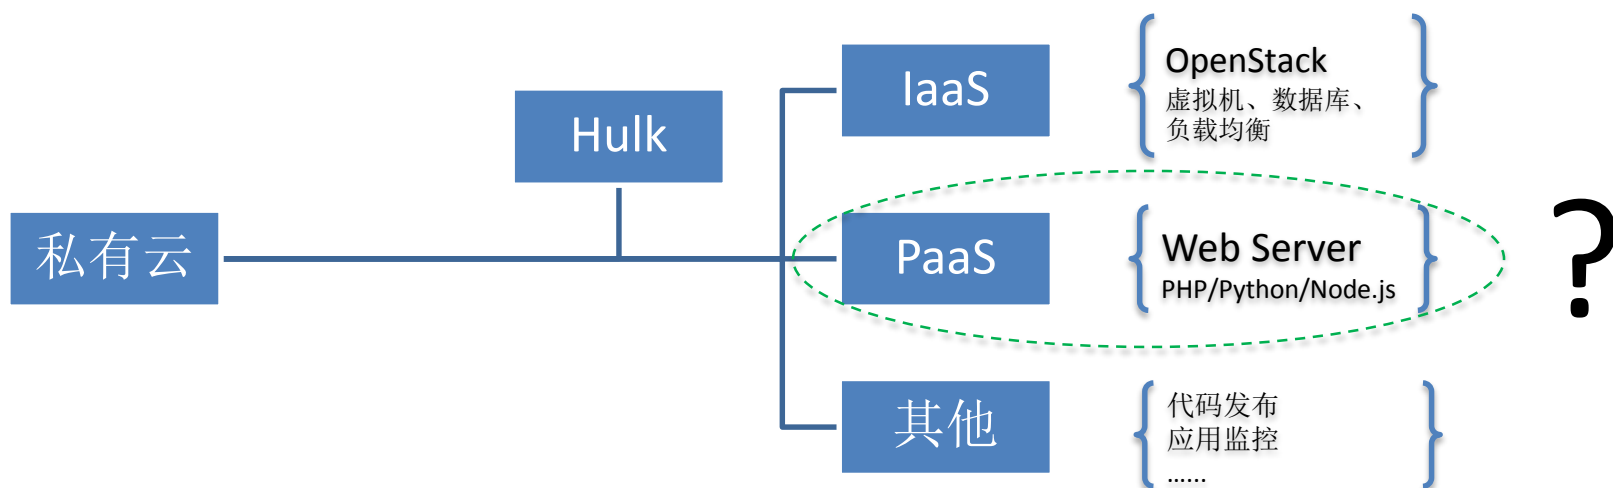 私有云
Hulk
IaaS
OpenStack
虚拟机、数据库、
负载均衡
PaaS
Web Server
PHP/Python/Node.js
?
其他
代码发布
应用监控
......